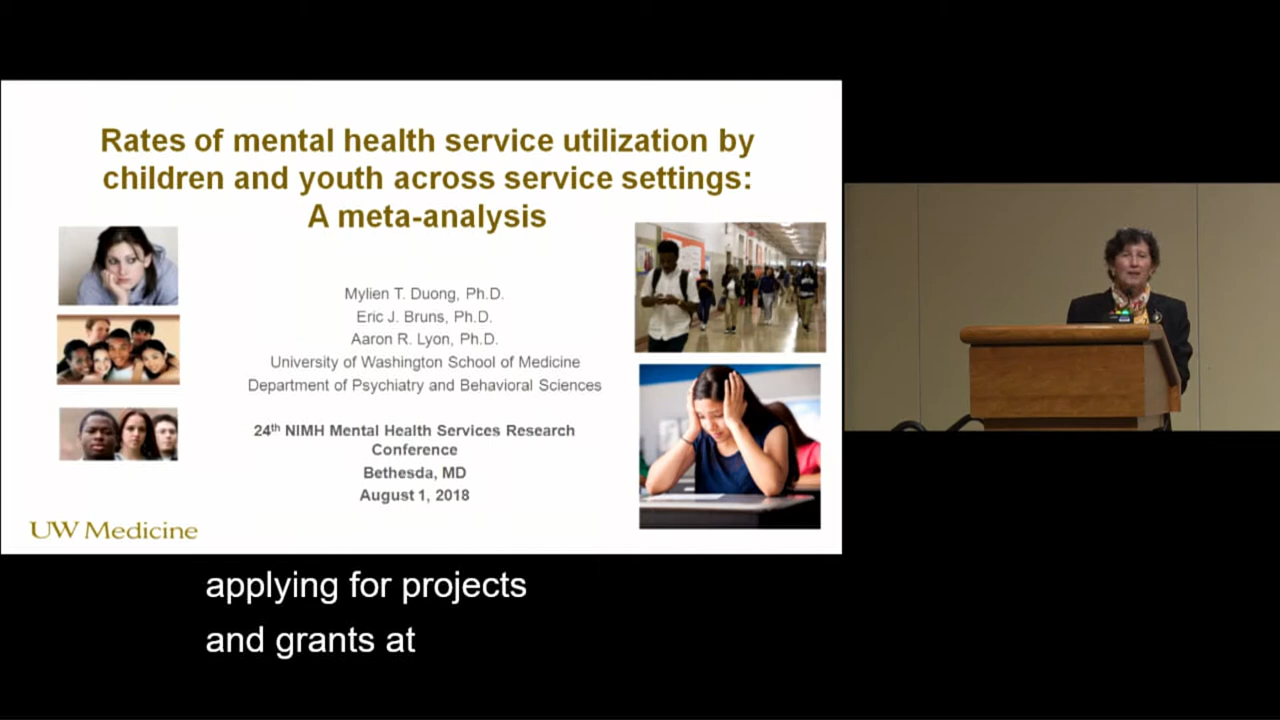 Rates of mental health service utilization by
children and youth across service settings:
A meta-analysis
Mylien T. Duong, Ph.D.
Eric J. Bruns, Ph.D.
Aaron R. Lyon, Ph.D.
University of Washington School of Medicine
Department of Psychiatry and Behavioral Sciences
24th NIMH Mental Health Services Research
Conference
Bethesda, MD
August 1, 2018
UW Medicine
applying for projects
and grants at